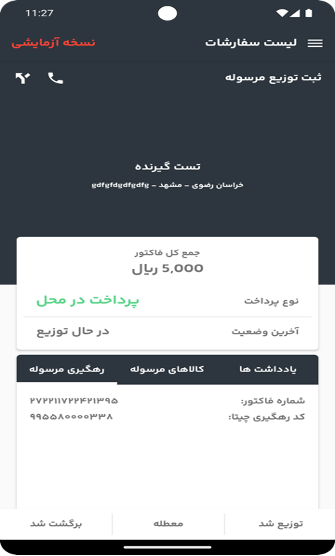 11:27
لیست سفارشات
نسخه آزمایشی
ثبت توزیع مرسوله
تست گیرنده
خراسان رضوی - مشهد - gdfgfdgdfgdfg
جمع کل فاکتور
5,000 ریال
نوع پرداخت
پرداخت در محل
آخرین وضعیت
در حال توزیع
یادداشت ها
کالاهای مرسوله
رهگیری مرسوله
شماره فاکتور:
۲۷۲۲۱۱۷۲۲۴۲۱۳۹۵
کد رهگیری چیتا:
۹۹۵۵۸۰۰۰۰۳۳۸
توزیع شد
معطله
برگشت شد